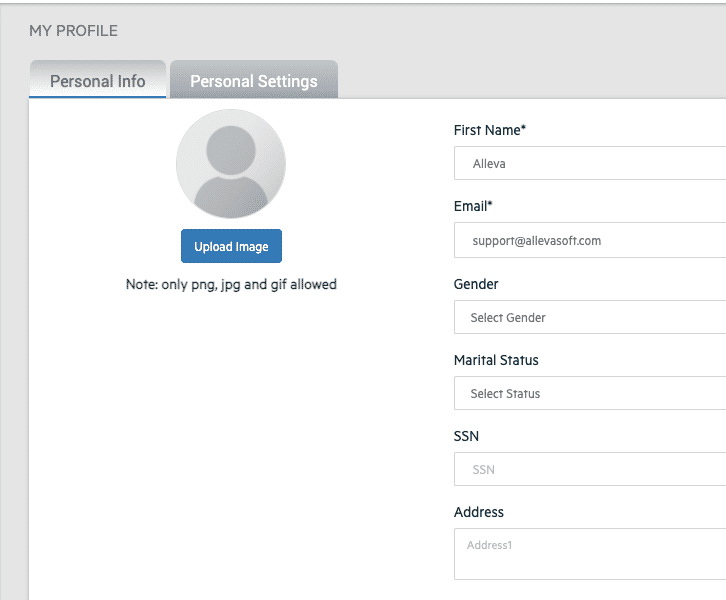 MY PROFILE
Personal Info
Personal Settings
Upload Image
Note: only png, jpg and gif allowed
First Name*
Alleva
Email*
support@allevasoft.com
Gender
Select Gender
Marital Status
Select Status
SSN
SSN
Address
Address1